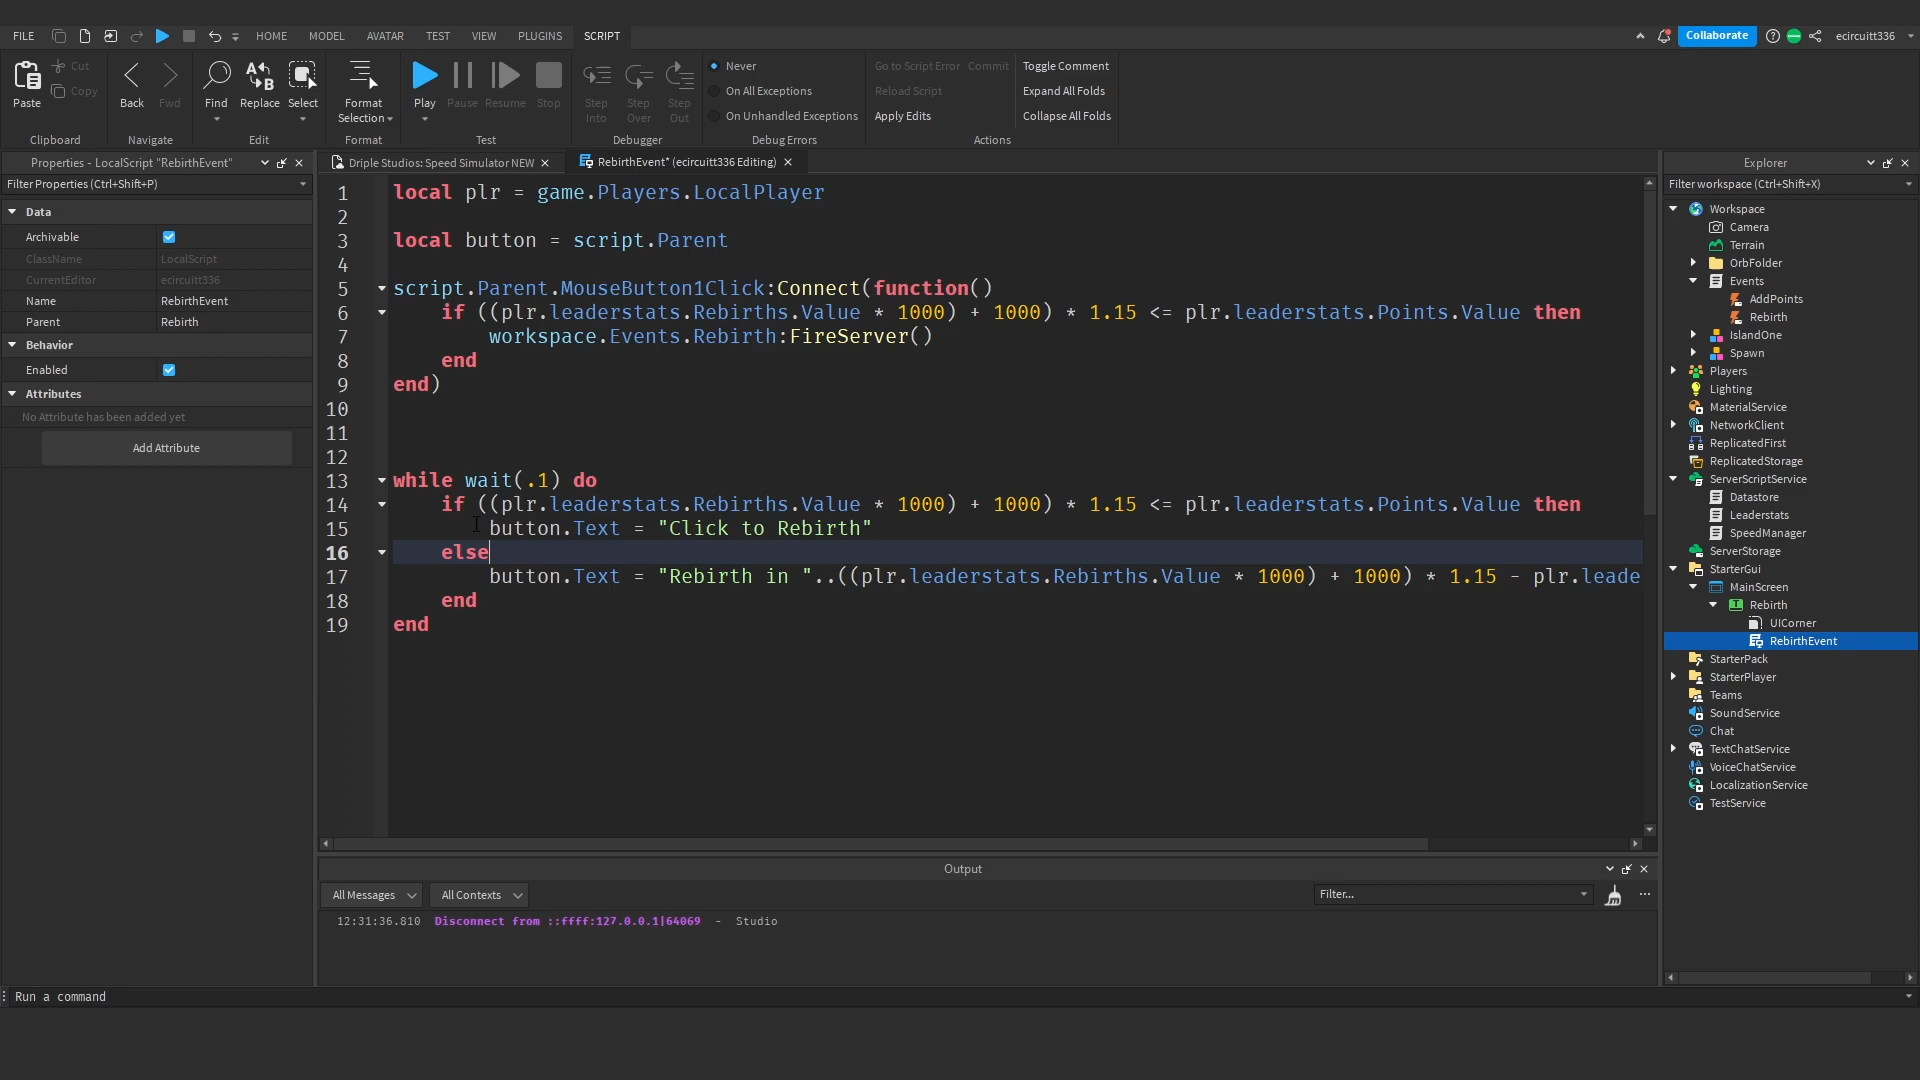 FILE HOME MODEL AVATAR TEST VIEW PLUGINS SCRIPT Collaborate ecircuitt336
Paste Cut Copy Back Fwd Find Replace Select Format Selection Play Pause Resume Stop Step Into Step Over Step Out
Never Go to Script Error Commit Toggle Comment
On All Exceptions Reload Script Expand All Folds
On Unhandled Exceptions Apply Edits Collapse All Folds
Clipboard Navigate Edit Format Test Debugger Debug Errors Actions
Properties - LocalScript "RebirthEvent"
Filter Properties (Ctrl+Shift+P)
Data
Archivable
ClassName LocalScript
CurrentEditor ecircuitt336
Name RebirthEvent
Parent Rebirth
Behavior
Enabled
Attributes
No Attribute has been added yet
Add Attribute
Driple Studios: Speed Simulator NEW RebirthEvent* (ecircuitt336 Editing)
1 local plr = game.Players.LocalPlayer
2
3 local button = script.Parent
4
5 script.Parent.MouseButton1Click:Connect(function()
6 if ((plr.leaderstats.Rebirths.Value * 1000) + 1000) * 1.15 <= plr.leaderstats.Points.Value then
7 workspace.Events.Rebirth:FireServer()
8 end
9 end)
10
11
12
13 while wait(.1) do
14 if ((plr.leaderstats.Rebirths.Value * 1000) + 1000) * 1.15 <= plr.leaderstats.Points.Value then
15 button.Text = "Click to Rebirth"
16 else
17 button.Text = "Rebirth in "..((plr.leaderstats.Rebirths.Value * 1000) + 1000) * 1.15 - plr.leade
18 end
19 end
Output
All Messages All Contexts Filter...
12:31:36.810 Disconnect from ::ffff:127.0.0.1|64069 - Studio
Run a command
Explorer
Filter workspace (Ctrl+Shift+X)
Workspace
Camera
Terrain
OrbFolder
Events
AddPoints
Rebirth
IslandOne
Spawn
Players
Lighting
MaterialService
NetworkClient
ReplicatedFirst
ReplicatedStorage
ServerScriptService
Datastore
Leaderstats
SpeedManager
ServerStorage
StarterGui
MainScreen
Rebirth
UICorner
RebirthEvent
StarterPack
StarterPlayer
Teams
SoundService
Chat
TextChatService
VoiceChatService
LocalizationService
TestService